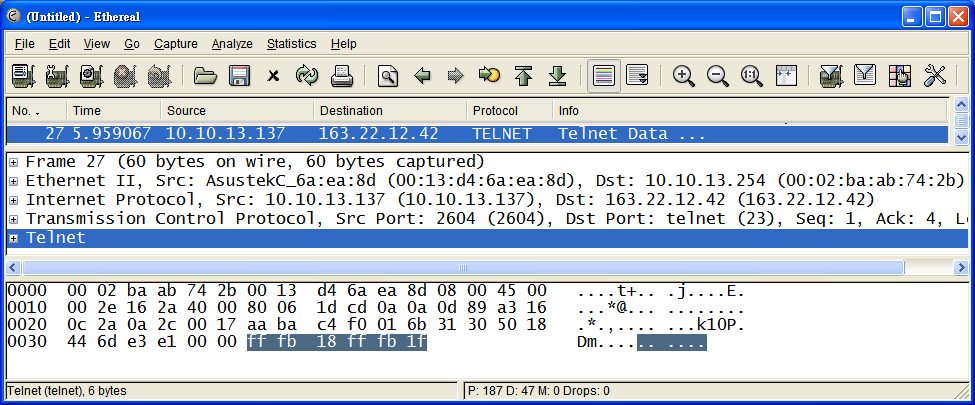 (Untitled) - Ethereal
File Edit View Go Capture Analyze Statistics Help
No. . Time Source Destination Protocol Info
27 5.959067 10.10.13.137 163.22.12.42 TELNET Telnet Data ...
Frame 27 (60 bytes on wire, 60 bytes captured)
Ethernet II, Src: AsustekC_6a:ea:8d (00:13:d4:6a:ea:8d), Dst: 10.10.13.254 (00:02:ba:ab:74:2b)
Internet Protocol, Src: 10.10.13.137 (10.10.13.137), Dst: 163.22.12.42 (163.22.12.42)
Transmission Control Protocol, Src Port: 2604 (2604), Dst Port: telnet (23), Seq: 1, Ack: 4, L
Telnet
0000 00 02 ba ab 74 2b 00 13 d4 6a ea 8d 08 00 45 00 ....t+.. .j....E.
0010 00 2e 16 2a 40 00 80 06 1d cd 0a 0a 0d 89 a3 16 ...*@... ........
0020 0c 2a 0a 2c 00 17 aa ba c4 f0 01 6b 31 30 50 18 .*.,.... ...k10P.
0030 44 6d e3 e1 00 00 ff fb 18 ff fb 1f Dm...... ....
Telnet (telnet), 6 bytes P: 187 D: 47 M: 0 Drops: 0